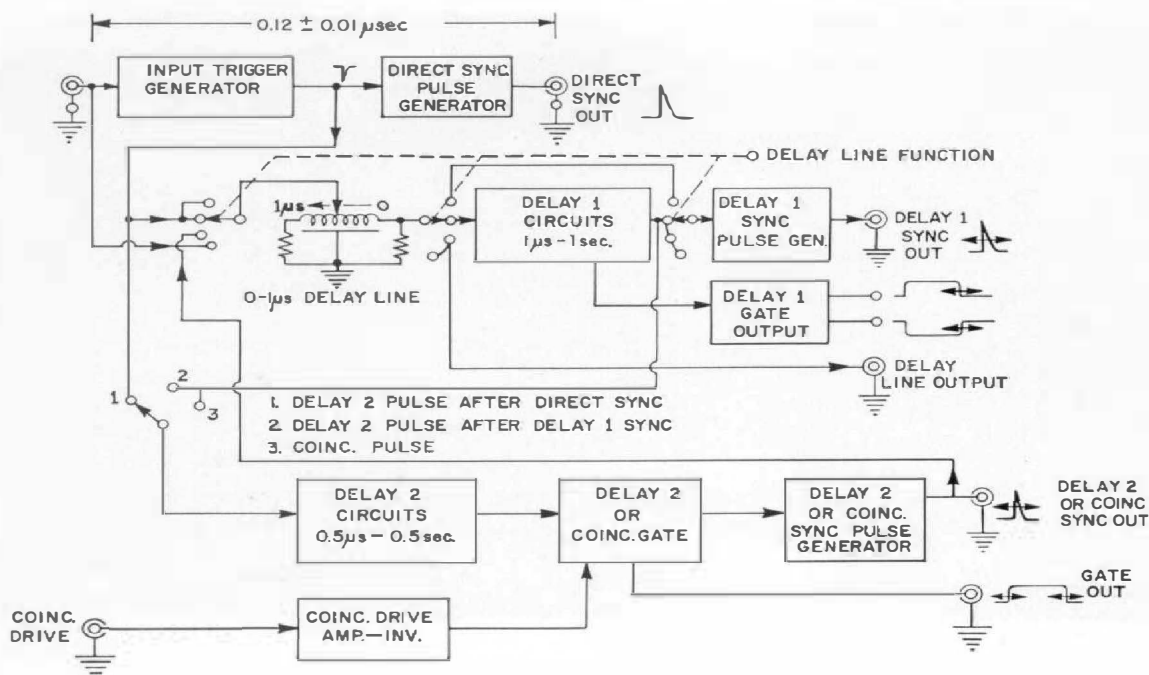 0.12 ± 0.01 μsec
INPUT TRIGGER
GENERATOR
DIRECT SYNC
PULSE
GENERATOR
DIRECT
SYNC
OUT
DELAY LINE FUNCTION
1μs
0-1μs DELAY LINE
DELAY 1
CIRCUITS
1μs-1sec.
DELAY 1
SYNC
PULSE GEN.
DELAY 1
SYNC
OUT
DELAY 1
GATE
OUTPUT
DELAY
LINE OUTPUT
1
2
3
1. DELAY 2 PULSE AFTER DIRECT SYNC
2. DELAY 2 PULSE AFTER DELAY 1 SYNC
3. COINC. PULSE
DELAY 2
CIRCUITS
0.5μs-0.5sec.
DELAY 2
OR
COINC. GATE
DELAY 2
OR COINC.
SYNC PULSE
GENERATOR
DELAY 2
OR COINC
SYNC OUT
GATE
OUT
COINC.
DRIVE
COINC. DRIVE
AMP.-INV.